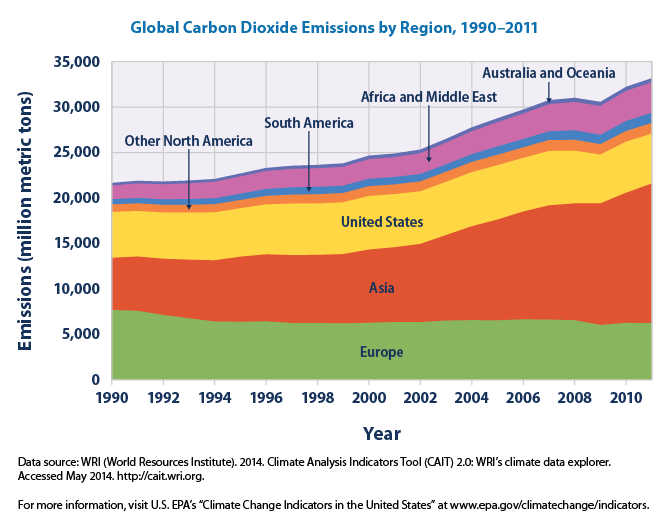 Global Carbon Dioxide Emissions by Region, 1990–2011
Emissions (million metric tons)
35,000
30,000
25,000
20,000
15,000
10,000
5,000
0
Australia and Oceania
Africa and Middle East
South America
Other North America
United States
Asia
Europe
1990 1992 1994 1996 1998 2000 2002 2004 2006 2008 2010
Year
Data source: WRI (World Resources Institute). 2014. Climate Analysis Indicators Tool (CAIT) 2.0: WRI's climate data explorer.
Accessed May 2014. http://cait.wri.org.
For more information, visit U.S. EPA's “Climate Change Indicators in the United States” at www.epa.gov/climatechange/indicators.